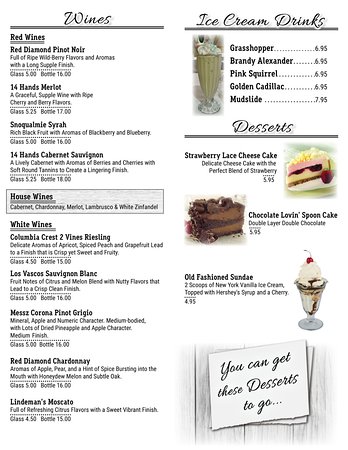 Wines
Red Wines
Red Diamond Pinot Noir
Full of Ripe Wild-Berry Flavors and Aromas
with a Long Supple Finish.
Glass 5.00 Bottle 16.00
14 Hands Merlot
A Graceful, Supple Wine with Ripe
Cherry and Berry Flavors.
Glass 5.25 Bottle 17.00
Snoqualmie Syrah
Rich Black Fruit with Aromas of Blackberry and Blueberry.
Glass 5.00 Bottle 16.00
14 Hands Cabernet Sauvignon
A Lively Cabernet with Aromas of Berries and Cherries with
Soft Round Tannins to Create a Lingering Finish.
Glass 5.25 Bottle 18.00
House Wines
Cabernet, Chardonnay, Merlot, Lambrusco & White Zinfandel
White Wines
Columbia Crest 2 Vines Riesling
Delicate Aromas of Apricot, Spiced Peach and Grapefruit Lead
to a Finish that is Crisp yet Sweet and Fruity.
Glass 4.50 Bottle 15.00
Los Vascos Sauvignon Blanc
Fruit Notes of Citrus and Melon Blend with Nutty Flavors that
Lead to a Crisp Clean Finish.
Glass 5.00 Bottle 16.00
Messz Corona Pinot Grigio
Mineral, Apple and Numeric Character. Medium-bodied,
with Lots of Dried Pineapple and Apple Character.
Medium Finish.
Glass 5.00 Bottle 16.00
Red Diamond Chardonnay
Aromas of Apple, Pear, and a Hint of Spice Bursting into the
Mouth with Honeydew Melon and Subtle Oak.
Glass 5.00 Bottle 16.00
Lindeman's Moscato
Full of Refreshing Citrus Flavors with a Sweet Vibrant Finish.
Glass 4.50 Bottle 15.00
Ice Cream Drinks
Grasshopper..............6.95
Brandy Alexander.......6.95
Pink Squirrel.............6.95
Golden Cadillac..........6.95
Mudslide ..................7.95
Desserts
Strawberry Lace Cheese Cake
Delicate Cheese Cake with the
Perfect Blend of Strawberry
5.95
Chocolate Lovin' Spoon Cake
Double Layer Double Chocolate
5.95
Old Fashioned Sundae
2 Scoops of New York Vanilla Ice Cream,
Topped with Hershey's Syrup and a Cherry.
4.95
You can get
these Desserts
to go...